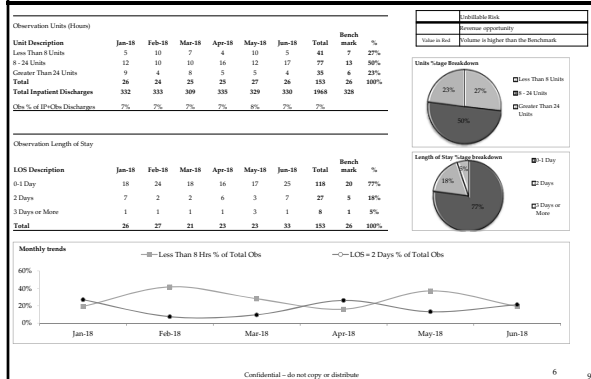 Observation Units (Hours)
Unit Description Jan-18 Feb-18 Mar-18 Apr-18 May-18 Jun-18 Total Bench mark %
Less Than 8 Units 5 10 7 4 10 5 41 7 27%
8 - 24 Units 12 10 10 16 12 17 77 13 50%
Greater Than 24 Units 9 4 8 5 5 4 35 6 23%
Total 26 24 25 25 27 26 153 26 100%
Total Inpatient Discharges 332 333 309 335 329 330 1968 328
Obs % of IP+Obs Discharges 7% 7% 7% 7% 8% 7% 7%
Unbillable Risk
Revenue opportunity
Value in Red Volume is higher than the Benchmark
Units %tage Breakdown
23% 27%
50%
Less Than 8 Units
8 - 24 Units
Greater Than 24
Units
Observation Length of Stay
LOS Description Jan-18 Feb-18 Mar-18 Apr-18 May-18 Jun-18 Total Bench mark %
0-1 Day 18 24 18 16 17 25 118 20 77%
2 Days 7 2 2 6 3 7 27 5 18%
3 Days or More 1 1 1 1 3 1 8 1 5%
Total 26 27 21 23 23 33 153 26 100%
Length of Stay %tage breakdown
5%
18%
77%
0-1 Day
2 Days
3 Days or
More
Monthly trends
Less Than 8 Hrs % of Total Obs
LOS = 2 Days % of Total Obs
60%
40%
20%
0%
Jan-18 Feb-18 Mar-18 Apr-18 May-18 Jun-18
Confidential – do not copy or distribute
6
9